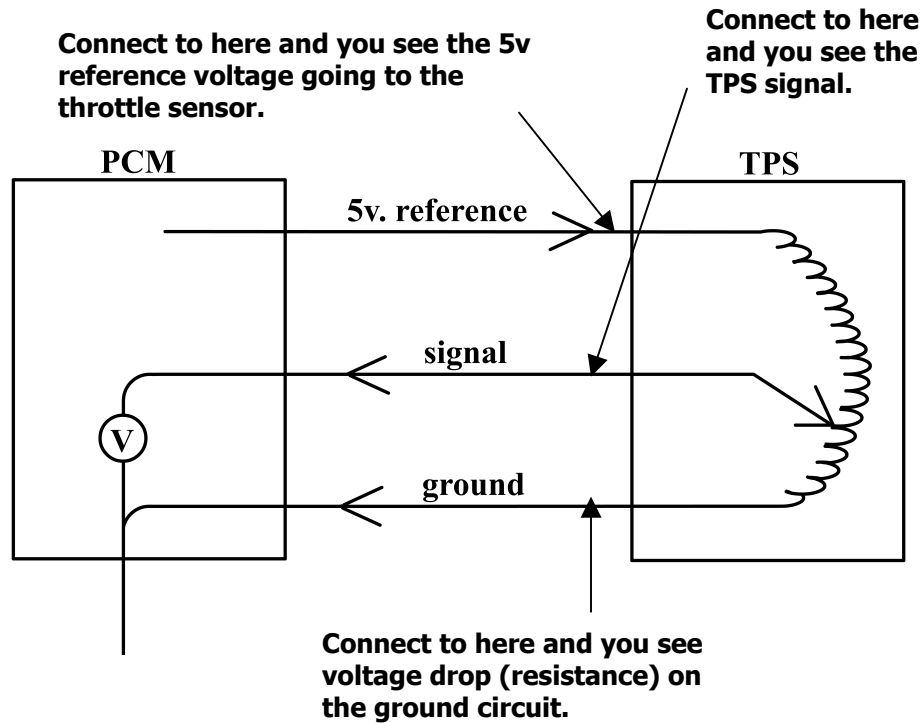 Connect to here and you see the 5v
reference voltage going to the
throttle sensor.
Connect to here
and you see the
TPS signal.
PCM
TPS
5v. reference
signal
V
ground
Connect to here and you see
voltage drop (resistance) on
the ground circuit.